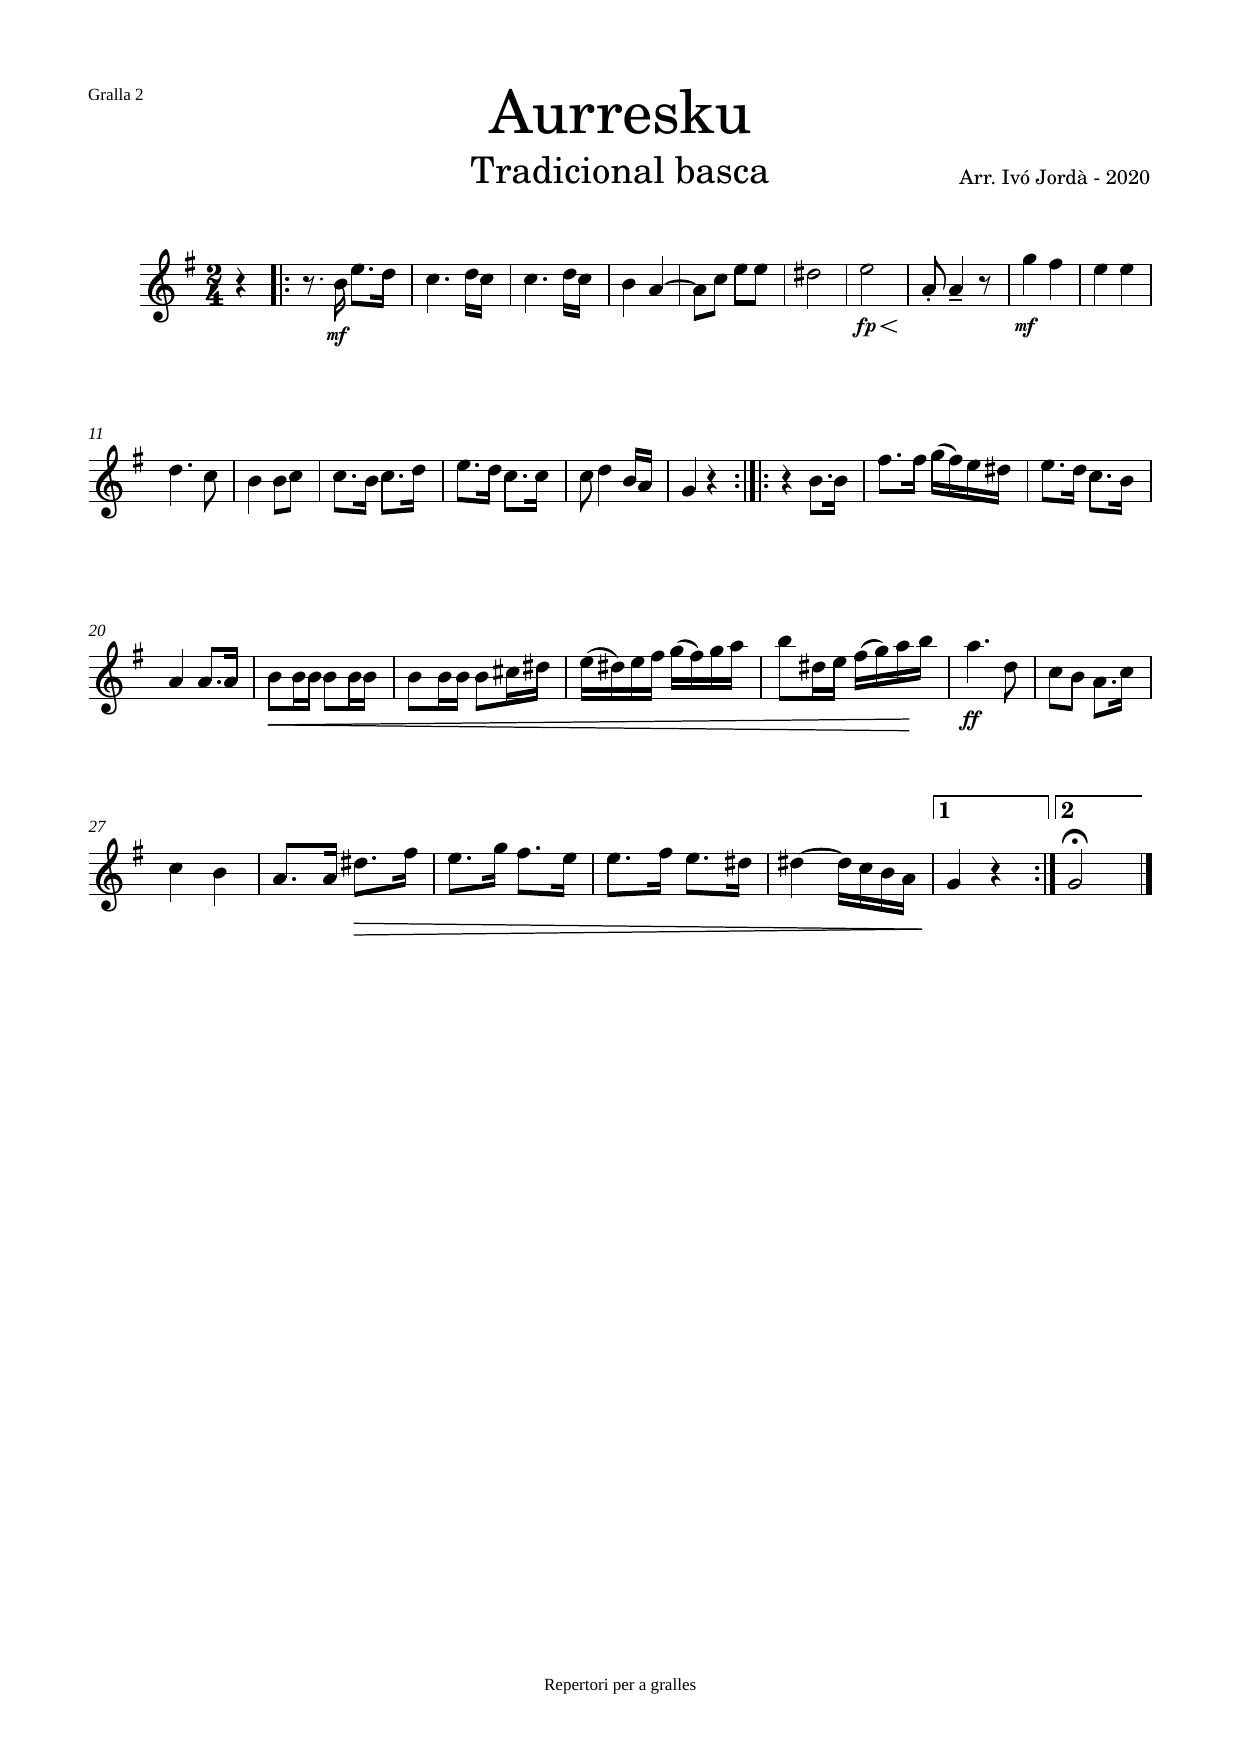 Gralla 2
Aurresku
Tradicional basca
Arr. Ivó Jordà - 2020
2
4
mf
fp
mf
11
20
ff
27
1
2
Repertori per a gralles